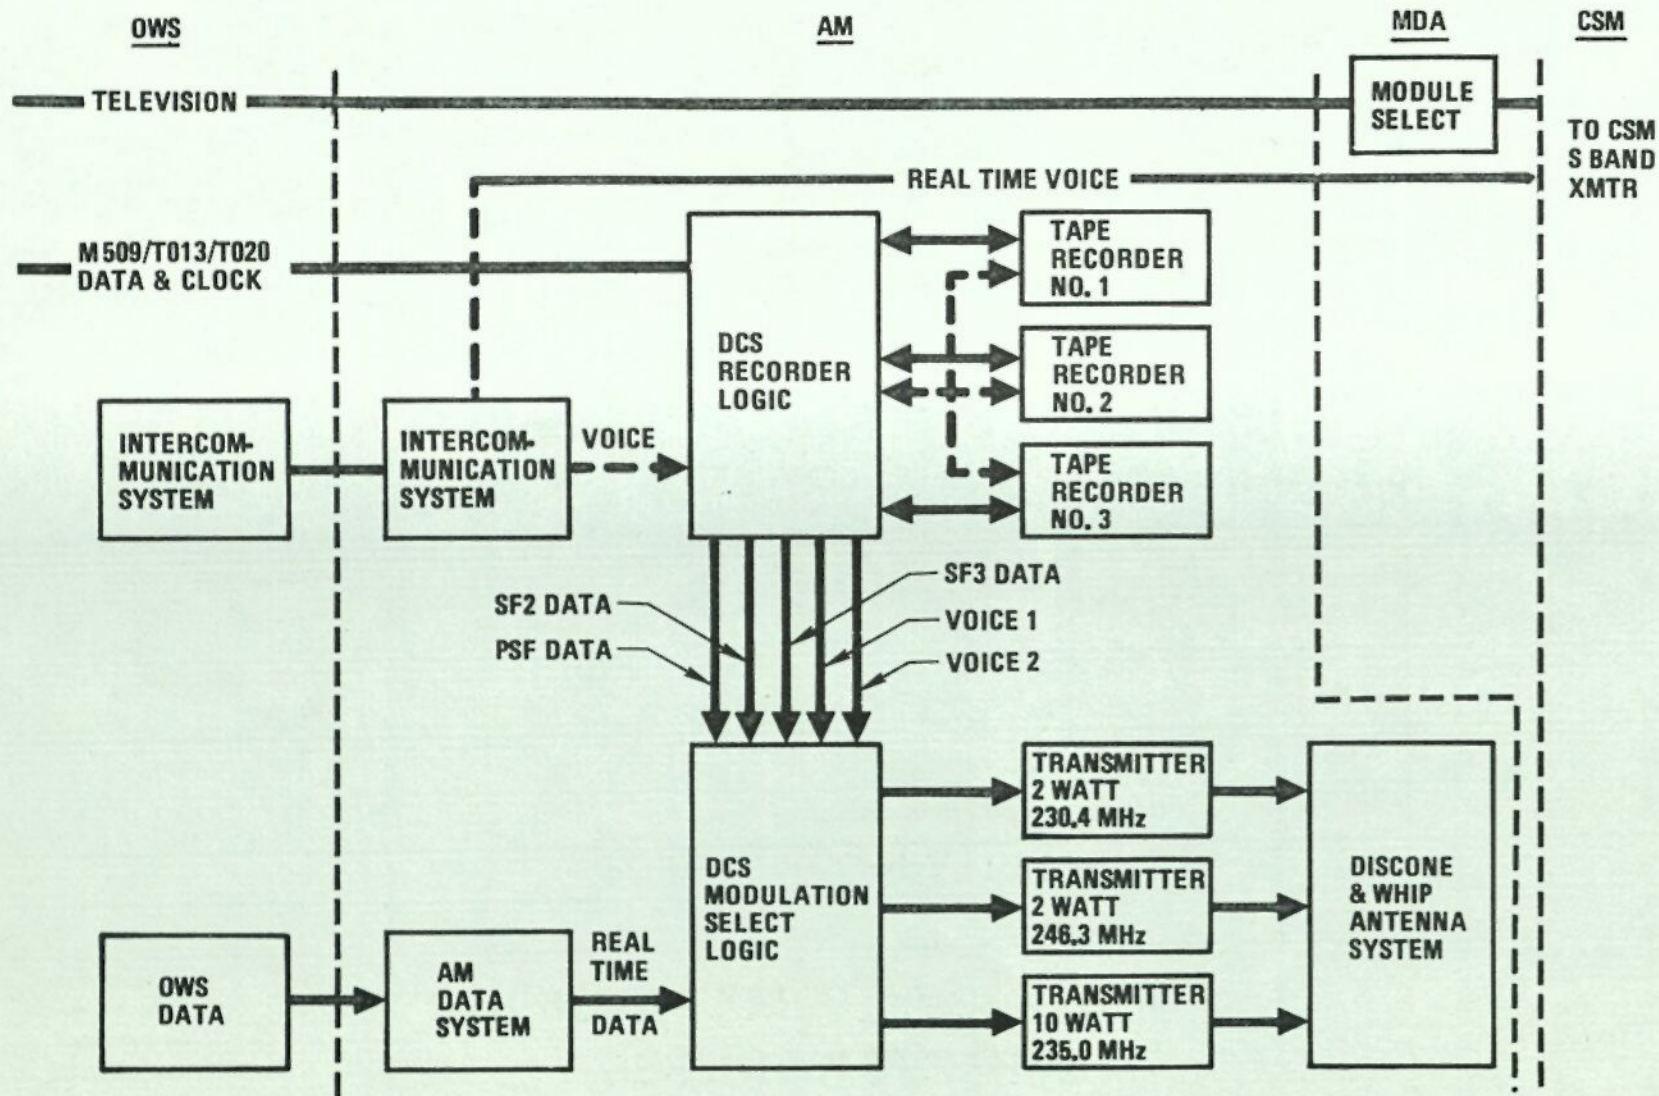 OWS
AM
MDA
CSM
TELEVISION
MODULE
SELECT
TO CSM
S BAND
XMTR
REAL TIME VOICE
M509/T013/T020
DATA & CLOCK
DCS
RECORDER
LOGIC
TAPE
RECORDER
NO. 1
TAPE
RECORDER
NO. 2
TAPE
RECORDER
NO. 3
INTERCOM-
MUNICATION
SYSTEM
INTERCOM-
MUNICATION
SYSTEM
VOICE
SF2 DATA
PSF DATA
SF3 DATA
VOICE 1
VOICE 2
DCS
MODULATION
SELECT
LOGIC
TRANSMITTER
2 WATT
230.4 MHz
TRANSMITTER
2 WATT
246.3 MHz
TRANSMITTER
10 WATT
235.0 MHz
DISCONE
& WHIP
ANTENNA
SYSTEM
OWS
DATA
AM
DATA
SYSTEM
REAL
TIME
DATA